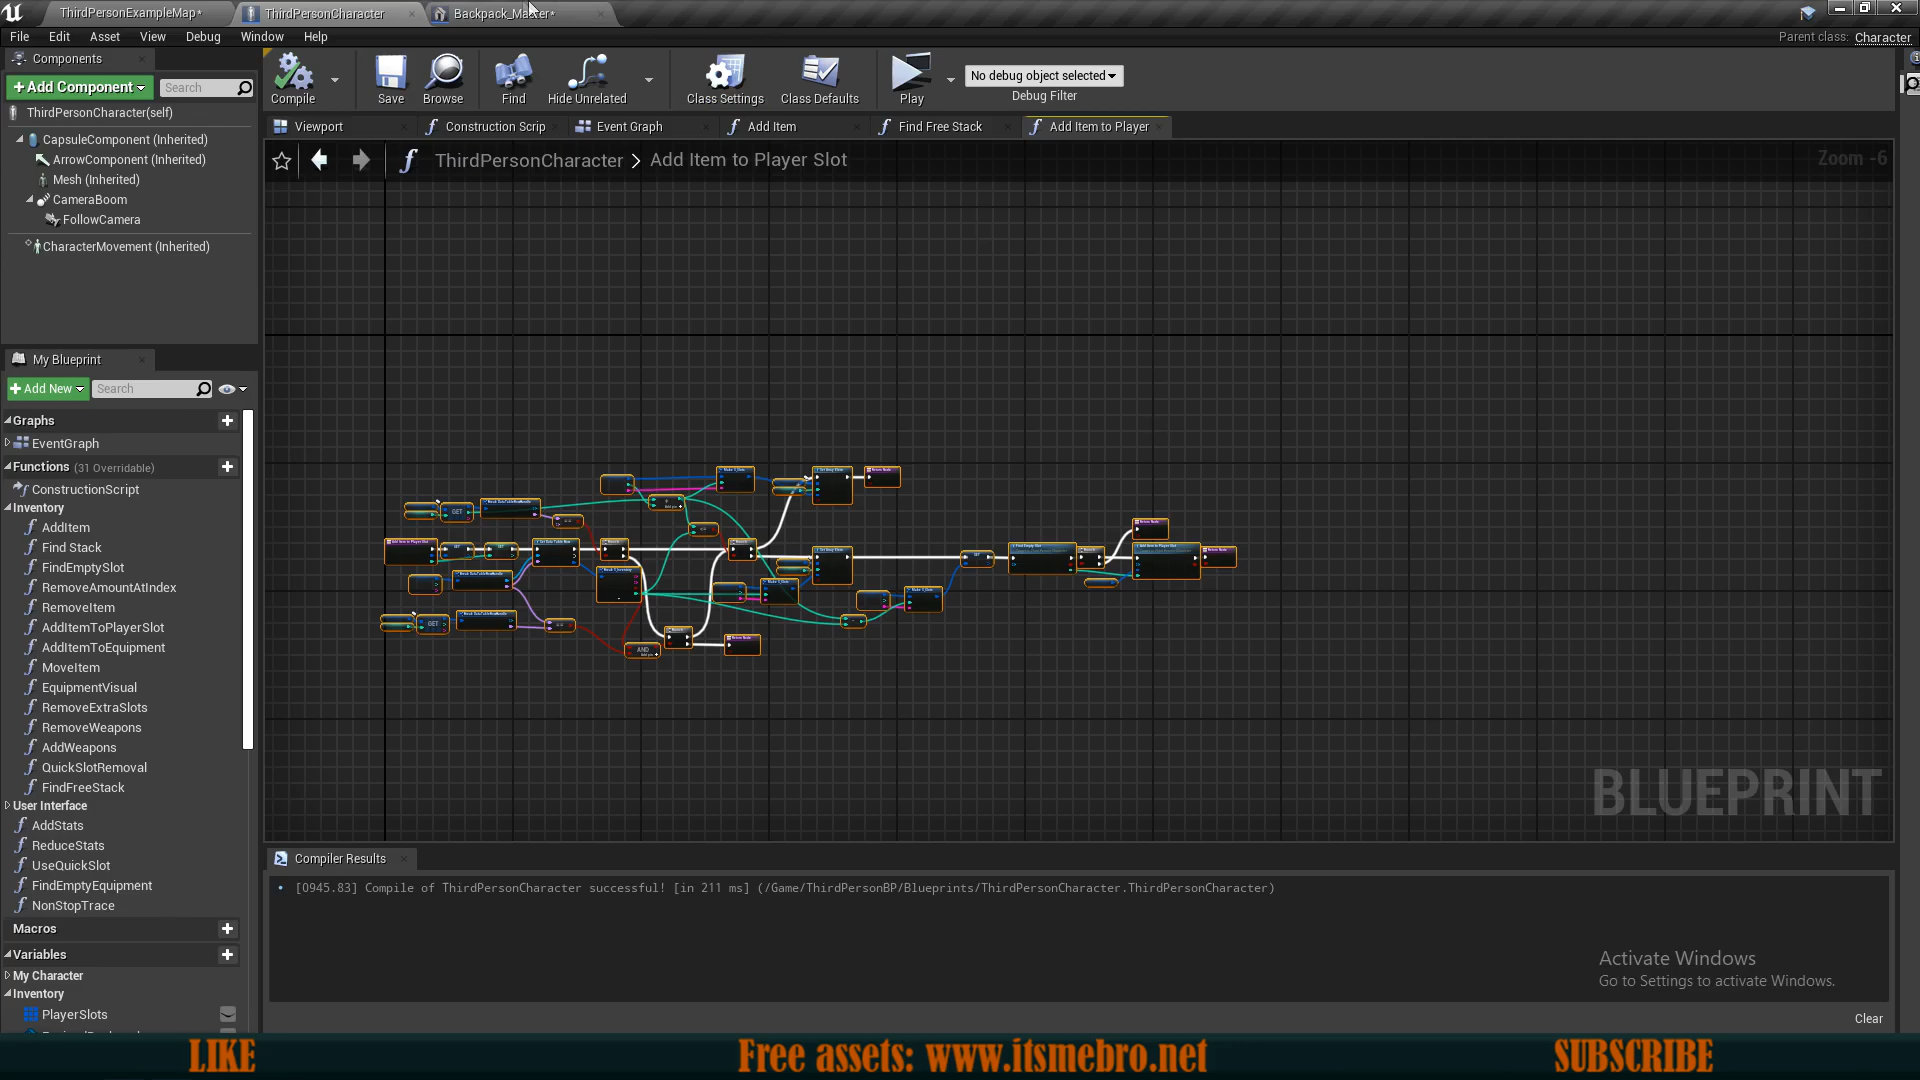 ThirdPersonExampleMap*
ThirdPersonCharacter
File Edit Asset View Debug Window Help
Parent class: Character
Components
+Add Component
Search
ThirdPersonCharacter(self)
CapsuleComponent (Inherited)
ArrowComponent (Inherited)
Mesh (Inherited)
CameraBoom
FollowCamera
CharacterMovement (Inherited)
Compile
Save
Browse
Find
Hide Unrelated
Class Settings
Class Defaults
Play
No debug object selected
Debug Filter
Viewport
Construction Scrip
Event Graph
Add Item
Find Free Stack
Add Item to Player
ThirdPersonCharacter > Add Item to Player Slot
Zoom -6
My Blueprint
+Add New
Search
Graphs
EventGraph
Functions (31 Overridable)
ConstructionScript
Inventory
AddItem
Find Stack
FindEmptySlot
RemoveAmountAtIndex
RemoveItem
AddItemToPlayerSlot
AddItemToEquipment
MoveItem
EquipmentVisual
RemoveExtraSlots
RemoveWeapons
AddWeapons
QuickSlotRemoval
FindFreeStack
User Interface
AddStats
ReduceStats
UseQuickSlot
FindEmptyEquipment
NonStopTrace
Macros
Variables
My Character
Inventory
PlayerSlots
GET
GET
AND
BLUEPRINT
Compiler Results
• [0945.83] Compile of ThirdPersonCharacter successful! [in 211 ms] (/Game/ThirdPersonBP/Blueprints/ThirdPersonCharacter.ThirdPersonCharacter)
Activate Windows
Go to Settings to activate Windows.
Clear
LIKE
Free assets: www.itsmebro.net
SUBSCRIBE